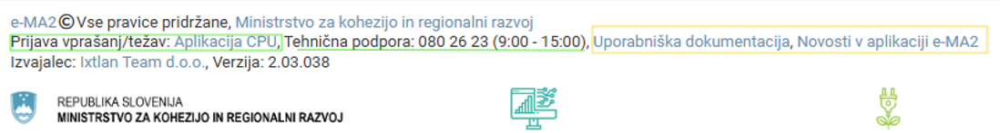 e-MA2©Vse pravice pridržane, Ministrstvo za kohezijo in regionalni razvoj
Prijava vprašanj/težav: Aplikacija CPU, Tehnična podpora: 080 26 23 (9:00 - 15:00), Uporabniška dokumentacija, Novosti v aplikaciji e-MA2
Izvajalec: Ixtlan Team d.o.o., Verzija: 2.03.038
REPUBLIKA SLOVENIJA
MINISTRSTVO ZA KOHEZIJO IN REGIONALNI RAZVOJ